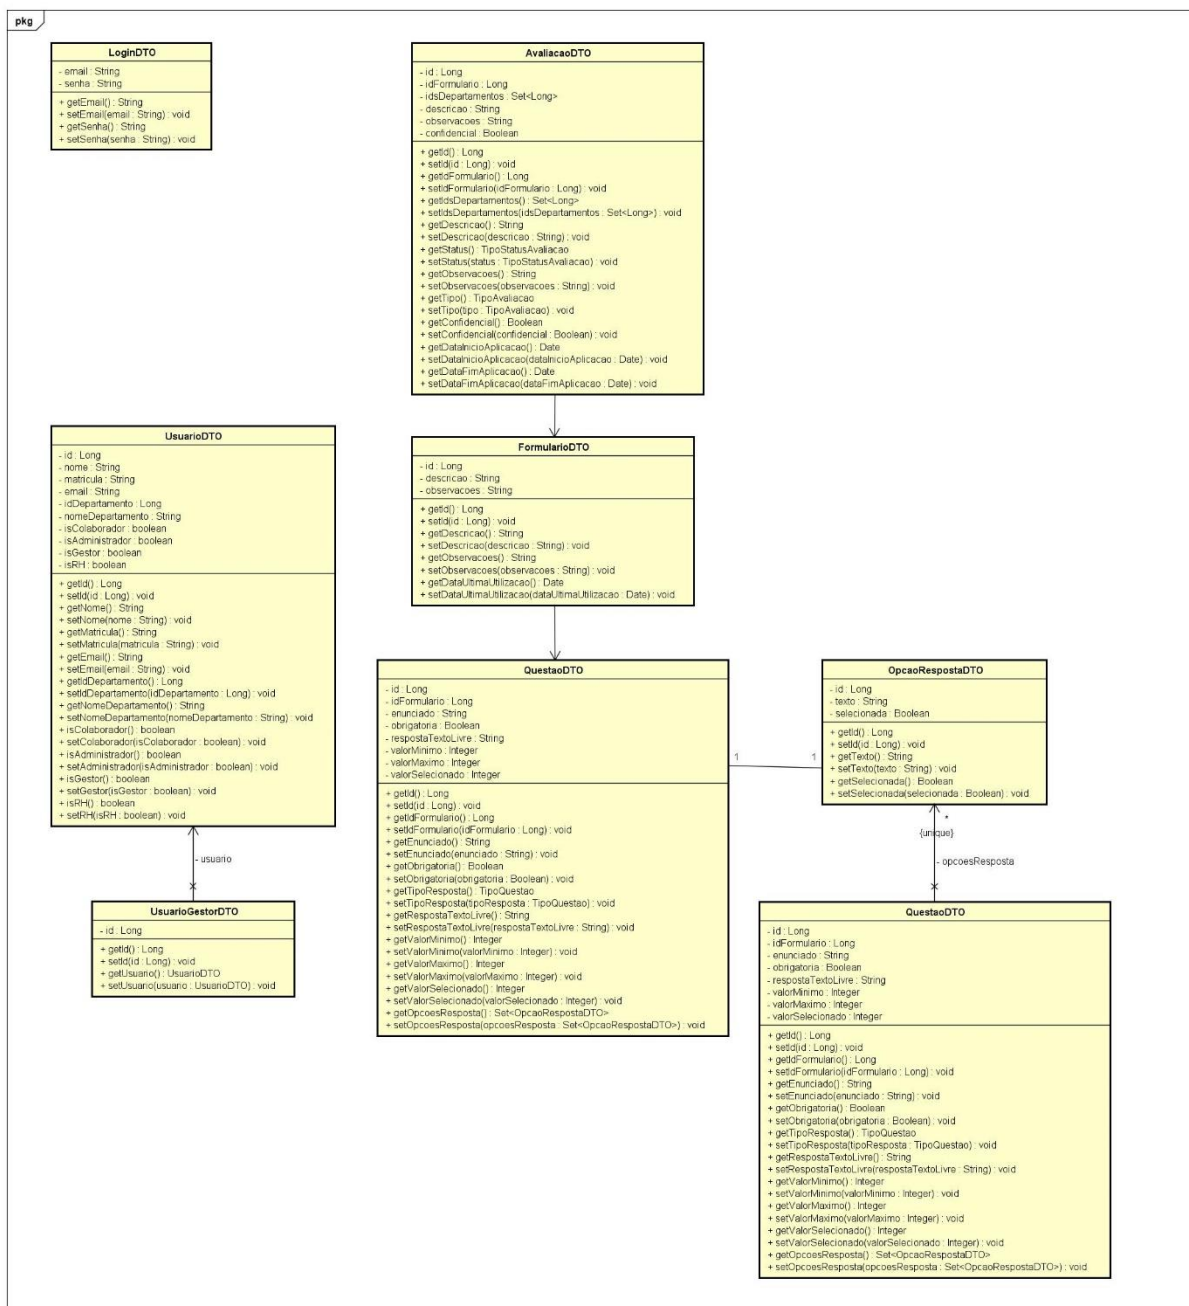 pkg
LoginDTO
- email : String
- senha : String
+ getEmail() : String
+ setEmail(email : String) : void
+ getSenha() : String
+ setSenha(senha : String) : void
AvaliacaoDTO
- id : Long
- idFormulario : Long
- idsDepartamentos : Set<Long>
- descricao : String
- observacoes : String
- confidencial : Boolean
+ getId() : Long
+ setId(id : Long) : void
+ getIdFormulario() : Long
+ setIdFormulario(idFormulario : Long) : void
+ getIdsDepartamentos() : Set<Long>
+ setIdsDepartamentos(idsDepartamentos : Set<Long>) : void
+ getDescricao() : String
+ setDescricao(descricao : String) : void
+ getStatus() : TipoStatusAvaliacao
+ setStatus(status : TipoStatusAvaliacao) : void
+ getObservacoes() : String
+ setObservacoes(observacoes : String) : void
+ getTipo() : TipoAvaliacao
+ setTipo(tipo : TipoAvaliacao) : void
+ getConfidencial() : Boolean
+ setConfidencial(confidencial : Boolean) : void
+ getDataInicioAplicacao() : Date
+ setDataInicioAplicacao(dataInicioAplicacao : Date) : void
+ getDataFimAplicacao() : Date
+ setDataFimAplicacao(dataFimAplicacao : Date) : void
UsuarioDTO
- id : Long
- nome : String
- matricula : String
- email : String
- idDepartamento : Long
- nomeDepartamento : String
- isColaborador : boolean
- isAdministrador : boolean
- isGestor : boolean
- isRH : boolean
+ getId() : Long
+ setId(id : Long) : void
+ getNome() : String
+ setNome(nome : String) : void
+ getMatricula() : String
+ setMatricula(matricula : String) : void
+ getEmail() : String
+ setEmail(email : String) : void
+ getIdDepartamento() : Long
+ setIdDepartamento(idDepartamento : Long) : void
+ getNomeDepartamento() : String
+ setNomeDepartamento(nomeDepartamento : String) : void
+ isColaborador() : boolean
+ setColaborador(isColaborador : boolean) : void
+ isAdministrador() : boolean
+ setAdministrador(isAdministrador : boolean) : void
+ isGestor() : boolean
+ setGestor(isGestor : boolean) : void
+ isRH() : boolean
+ setRH(isRH : boolean) : void
- usuario
UsuarioGestorDTO
- id : Long
+ getId() : Long
+ setId(id : Long) : void
+ getUsuario() : UsuarioDTO
+ setUsuario(usuario : UsuarioDTO) : void
FormularioDTO
- id : Long
- descricao : String
- observacoes : String
+ getId() : Long
+ setId(id : Long) : void
+ getDescricao() : String
+ setDescricao(descricao : String) : void
+ getObservacoes() : String
+ setObservacoes(observacoes : String) : void
+ getDataUltimaUtilizacao() : Date
+ setDataUltimaUtilizacao(dataUltimaUtilizacao : Date) : void
QuestaoDTO
- id : Long
- idFormulario : Long
- enunciado : String
- obrigatoria : Boolean
- respostaTextoLivre : String
- valorMinimo : Integer
- valorMaximo : Integer
- valorSelecionado : Integer
+ getId() : Long
+ setId(id : Long) : void
+ getIdFormulario() : Long
+ setIdFormulario(idFormulario : Long) : void
+ getEnunciado() : String
+ setEnunciado(enunciado : String) : void
+ getObrigatoria() : Boolean
+ setObrigatoria(obrigatoria : Boolean) : void
+ getTipoResposta() : TipoQuestao
+ setTipoResposta(tipoResposta : TipoQuestao) : void
+ getRespostaTextoLivre() : String
+ setRespostaTextoLivre(respostaTextoLivre : String) : void
+ getValorMinimo() : Integer
+ setValorMinimo(valorMinimo : Integer) : void
+ getValorMaximo() : Integer
+ setValorMaximo(valorMaximo : Integer) : void
+ getValorSelecionado() : Integer
+ setValorSelecionado(valorSelecionado : Integer) : void
+ getOpcoesResposta() : Set<OpcaoRespostaDTO>
+ setOpcoesResposta(opcoesResposta : Set<OpcaoRespostaDTO>) : void
1
1
OpcaoRespostaDTO
- id : Long
- texto : String
- selecionada : Boolean
+ getId() : Long
+ setId(id : Long) : void
+ getTexto() : String
+ setTexto(texto : String) : void
+ getSelecionada() : Boolean
+ setSelecionada(selecionada : Boolean) : void
*
{unique}
- opcoesResposta
QuestaoDTO
- id : Long
- idFormulario : Long
- enunciado : String
- obrigatoria : Boolean
- respostaTextoLivre : String
- valorMinimo : Integer
- valorMaximo : Integer
- valorSelecionado : Integer
+ getId() : Long
+ setId(id : Long) : void
+ getIdFormulario() : Long
+ setIdFormulario(idFormulario : Long) : void
+ getEnunciado() : String
+ setEnunciado(enunciado : String) : void
+ getObrigatoria() : Boolean
+ setObrigatoria(obrigatoria : Boolean) : void
+ getTipoResposta() : TipoQuestao
+ setTipoResposta(tipoResposta : TipoQuestao) : void
+ getRespostaTextoLivre() : String
+ setRespostaTextoLivre(respostaTextoLivre : String) : void
+ getValorMinimo() : Integer
+ setValorMinimo(valorMinimo : Integer) : void
+ getValorMaximo() : Integer
+ setValorMaximo(valorMaximo : Integer) : void
+ getValorSelecionado() : Integer
+ setValorSelecionado(valorSelecionado : Integer) : void
+ getOpcoesResposta() : Set<OpcaoRespostaDTO>
+ setOpcoesResposta(opcoesResposta : Set<OpcaoRespostaDTO>) : void